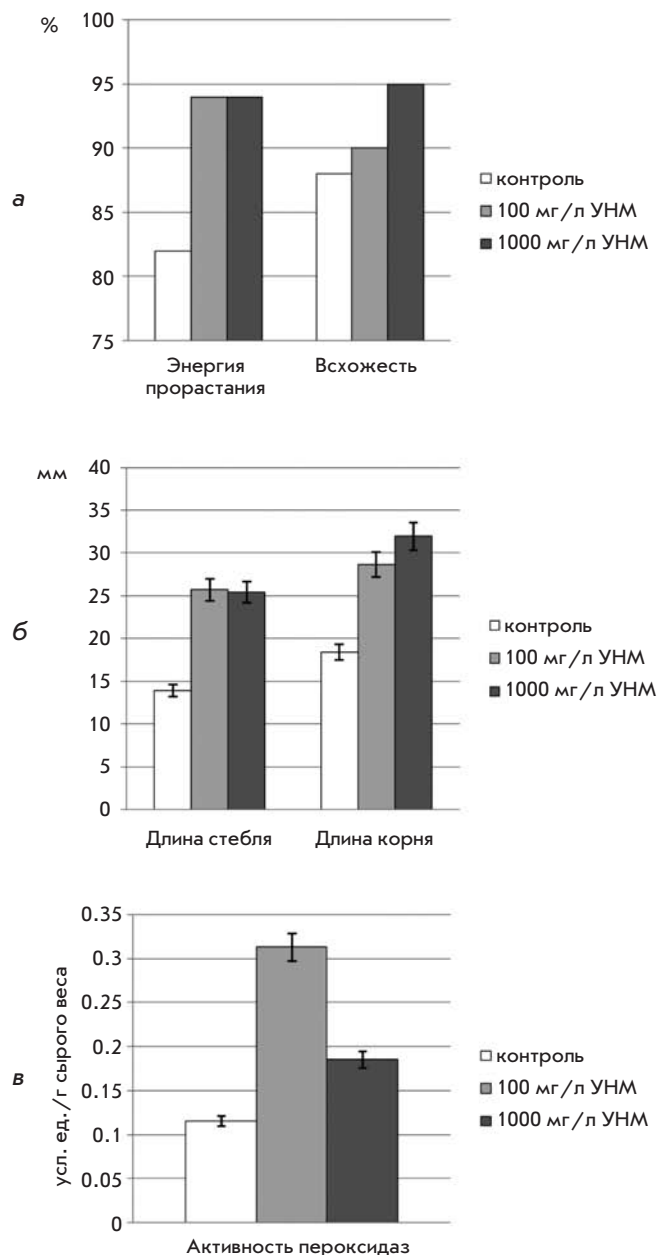 %
100
95
90
85
80
75
а
Энергия
прорастания
Всхожесть
контроль
100 мг/л УНМ
1000 мг/л УНМ
мм
40
35
30
25
20
15
10
5
0
б
Длина стебля
Длина корня
контроль
100 мг/л УНМ
1000 мг/л УНМ
усл. ед./г сырого веса
0.35
0.3
0.25
0.2
0.15
0.1
0.05
0
в
Активность пероксидаз
контроль
100 мг/л УНМ
1000 мг/л УНМ